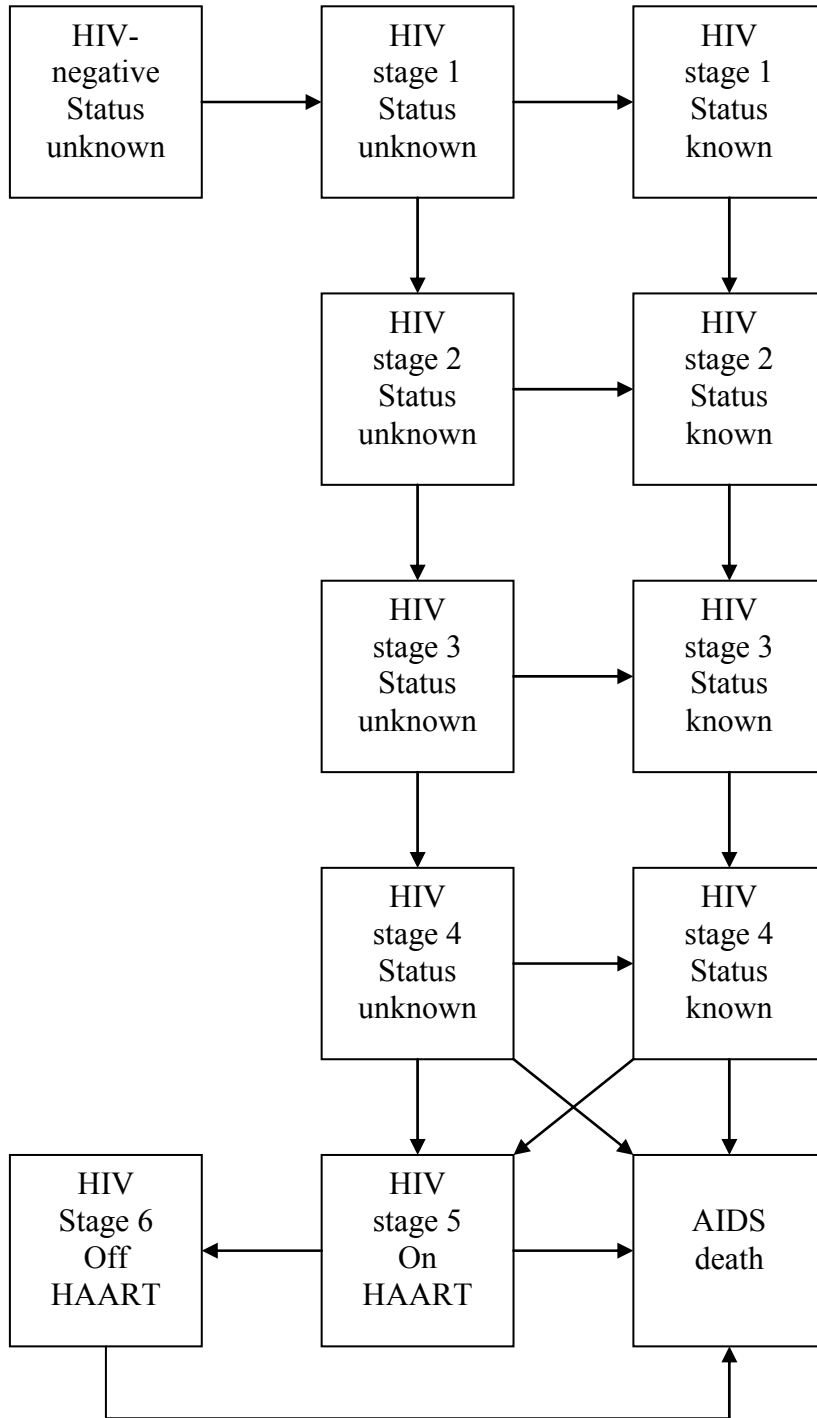 HIV-
negative
Status
unknown
HIV
stage 1
Status
unknown
HIV
stage 1
Status
known
HIV
stage 2
Status
unknown
HIV
stage 2
Status
known
HIV
stage 3
Status
unknown
HIV
stage 3
Status
known
HIV
stage 4
Status
unknown
HIV
stage 4
Status
known
HIV
Stage 6
Off
HAART
HIV
stage 5
On
HAART
AIDS
death